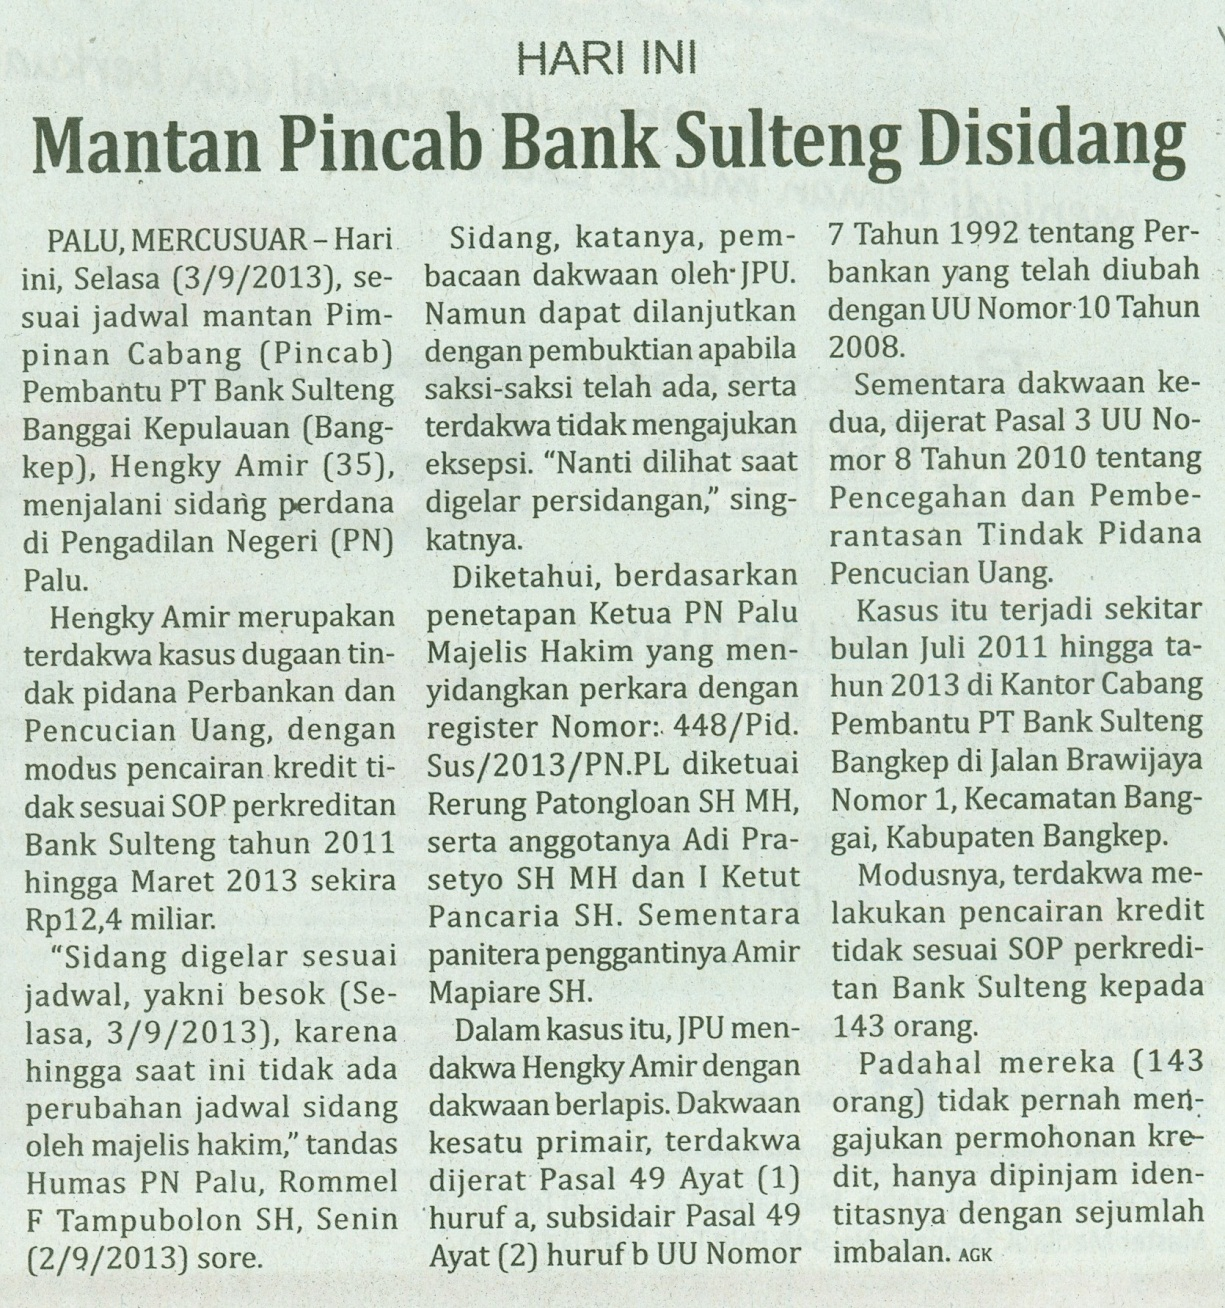 HARI INI
Mantan Pincab Bank Sulteng Disidang
PALU, MERCUSUAR – Hari
ini, Selasa (3/9/2013), se-
suai jadwal mantan Pim-
pinan Cabang (Pincab)
Pembantu PT Bank Sulteng
Banggai Kepulauan (Bang-
kep), Hengky Amir (35),
menjalani sidang perdana
di Pengadilan Negeri (PN)
Palu.
Hengky Amir merupakan
terdakwa kasus dugaan tin-
dak pidana Perbankan dan
Pencucian Uang, dengan
modus pencairan kredit ti-
dak sesuai SOP perkreditan
Bank Sulteng tahun 2011
hingga Maret 2013 sekira
Rp12,4 miliar.
“Sidang digelar sesuai
jadwal, yakni besok (Se-
lasa, 3/9/2013), karena
hingga saat ini tidak ada
perubahan jadwal sidang
oleh majelis hakim,” tandas
Humas PN Palu, Rommel
F Tampubolon SH, Senin
(2/9/2013) sore.
Sidang, katanya, pem-
bacaan dakwaan oleh JPU.
Namun dapat dilanjutkan
dengan pembuktian apabila
saksi-saksi telah ada, serta
terdakwa tidak mengajukan
eksepsi. “Nanti dilihat saat
digelar persidangan,” sing-
katnya.
Diketahui, berdasarkan
penetapan Ketua PN Palu
Majelis Hakim yang men-
yidangkan perkara dengan
register Nomor: 448/Pid.
Sus/2013/PN.PL diketuai
Rerung Patongloan SH MH,
serta anggotanya Adi Pra-
setyo SH MH dan I Ketut
Pancaria SH. Sementara
panitera penggantinya Amir
Mapiare SH.
Dalam kasus itu, JPU men-
dakwa Hengky Amir dengan
dakwaan berlapis. Dakwaan
kesatu primair, terdakwa
dijerat Pasal 49 Ayat (1)
huruf a, subsidair Pasal 49
Ayat (2) huruf b UU Nomor
7 Tahun 1992 tentang Per-
bankan yang telah diubah
dengan UU Nomor 10 Tahun
2008.
Sementara dakwaan ke-
dua, dijerat Pasal 3 UU No-
mor 8 Tahun 2010 tentang
Pencegahan dan Pembe-
rantasan Tindak Pidana
Pencucian Uang.
Kasus itu terjadi sekitar
bulan Juli 2011 hingga ta-
hun 2013 di Kantor Cabang
Pembantu PT Bank Sulteng
Bangkep di Jalan Brawijaya
Nomor 1, Kecamatan Bang-
gai, Kabupaten Bangkep.
Modusnya, terdakwa me-
lakukan pencairan kredit
tidak sesuai SOP perkredi-
tan Bank Sulteng kepada
143 orang.
Padahal mereka (143
orang) tidak pernah men-
gajukan permohonan kre-
dit, hanya dipinjam iden-
titasnya dengan sejumlah
imbalan. AGK